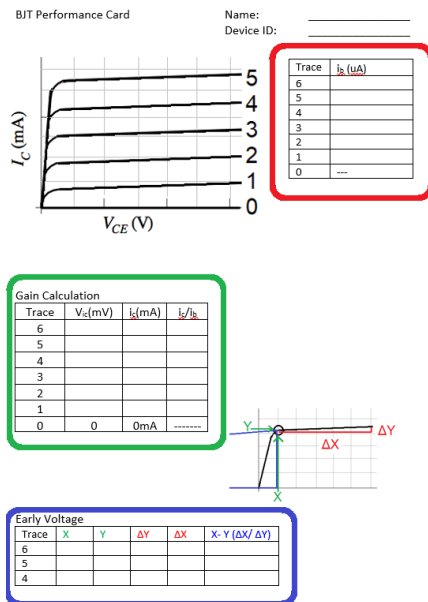 BJT Performance Card
Name: ____________
Device ID: ____________
I_C (mA)
5
4
3
2
1
0
V_CE (V)
Trace i_b (uA)
6
5
4
3
2
1
0 ---
Gain Calculation
Trace V_ic(mV) i_c(mA) i_c/i_b
6
5
4
3
2
1
0 0 0mA -------
Y
ΔY
ΔX
X
Early Voltage
Trace X Y ΔY ΔX X- Y (ΔX/ ΔY)
6
5
4